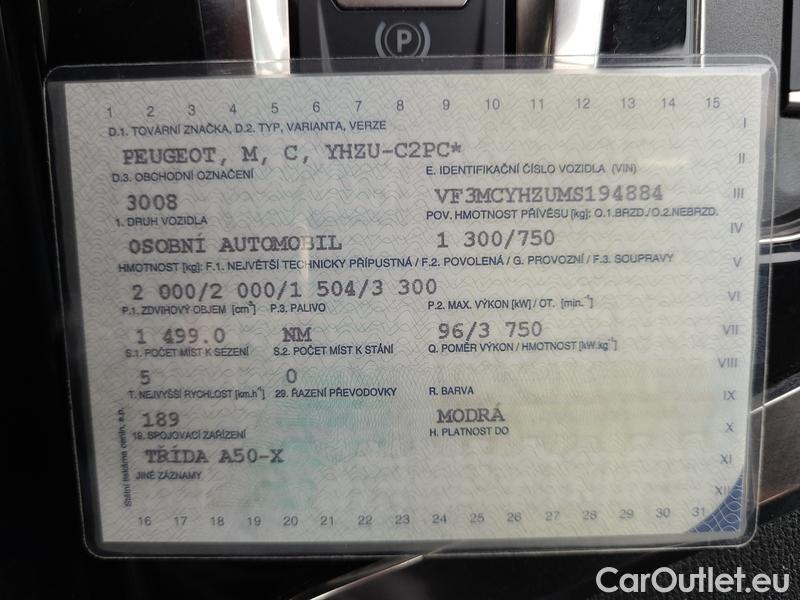 P
1 2 3 4 5 6 7 8 9 10 11 12 13 14 15
D.1. TOVÁRNÍ ZNAČKA, D.2. TYP, VARIANTA, VERZE I
PEUGEOT, M, C, YHZU-C2PC* II
D.3. OBCHODNÍ OZNAČENÍ E. IDENTIFIKAČNÍ ČÍSLO VOZIDLA (VIN)
3008 VF3MCYHZUMS194884 III
1. DRUH VOZIDLA POV. HMOTNOST PŘÍVĚSU [kg]: O.1.BRZD./O.2.NEBRZD.
OSOBNÍ AUTOMOBIL 1 300/750 IV
HMOTNOST [kg]: F.1. NEJVĚTŠÍ TECHNICKY PŘÍPUSTNÁ / F.2. POVOLENÁ / G. PROVOZNÍ / F.3. SOUPRAVY V
2 000/2 000/1 504/3 300 VI
P.1. ZDVIHOVÝ OBJEM [cm³] P.3. PALIVO P.2. MAX. VÝKON [kW] / OT. [min.⁻¹]
1 499.0 NM 96/3 750 VII
S.1. POČET MÍST K SEZENÍ S.2. POČET MÍST K STÁNÍ Q. POMĚR VÝKON / HMOTNOST [kW.kg⁻¹]
5 0 VIII
T. NEJVYŠŠÍ RYCHLOST [km.h⁻¹] 29. ŘAZENÍ PŘEVODOVKY R. BARVA IX
189 MODRÁ
18. SPOJOVACÍ ZAŘÍZENÍ H. PLATNOST DO X
TŘÍDA A50-X XI
JINÉ ZÁZNAMY
XII
Státní tiskárna cenin, s.p.
16 17 18 19 20 21 22 23 24 25 26 27 28 29 30 31
CarOutlet.eu